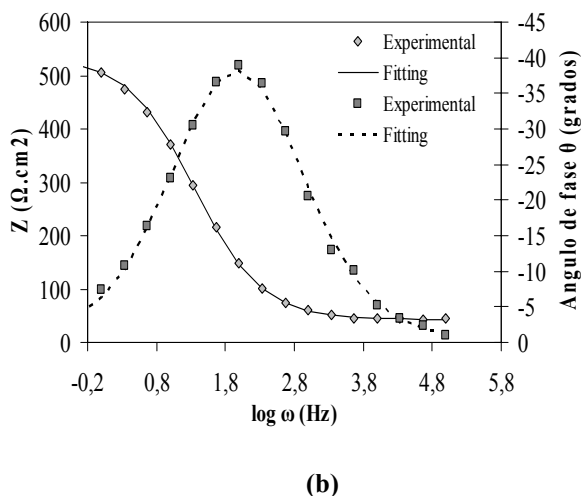 600
500
400
300
200
100
0
Z (Ω.cm2)
-45
-40
-35
-30
-25
-20
-15
-10
-5
0
Angulo de fase θ (grados)
Experimental
Fitting
Experimental
Fitting
-0,2 0,8 1,8 2,8 3,8 4,8 5,8
log ω (Hz)
(b)